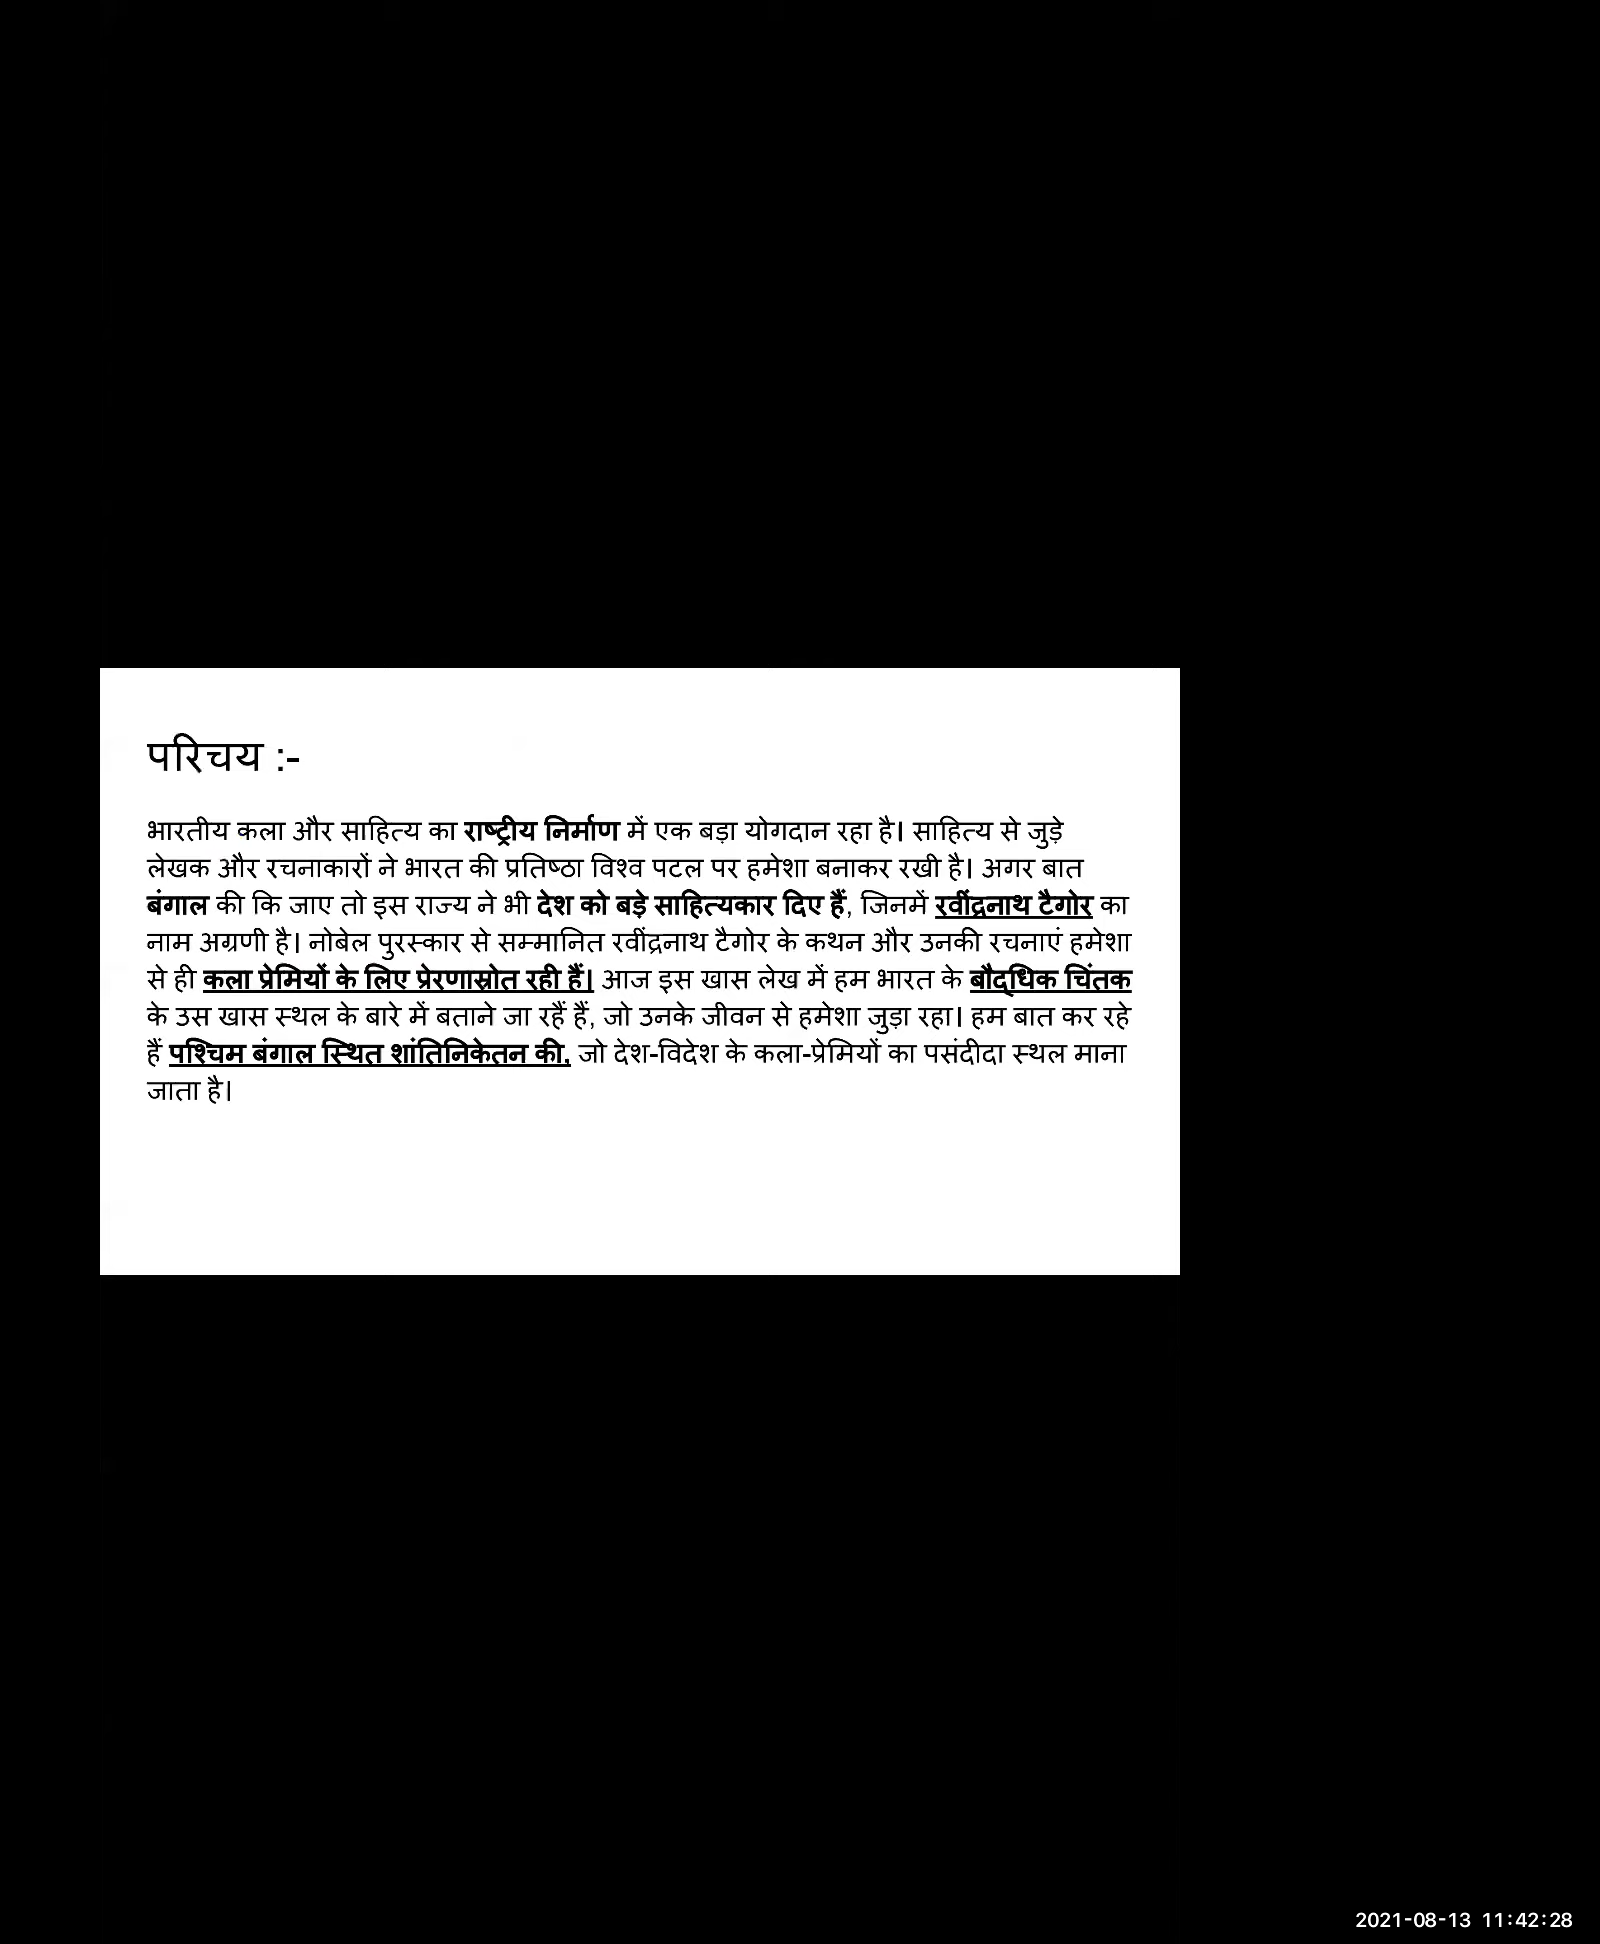 परिचय :-
भारतीय कला और साहित्य का राष्ट्रीय निर्माण में एक बड़ा योगदान रहा है। साहित्य से जुड़े
लेखक और रचनाकारों ने भारत की प्रतिष्ठा विश्व पटल पर हमेशा बनाकर रखी है। अगर बात
बंगाल की कि जाए तो इस राज्य ने भी देश को बड़े साहित्यकार दिए हैं, जिनमें रवींद्रनाथ टैगोर का
नाम अग्रणी है। नोबेल पुरस्कार से सम्मानित रवींद्रनाथ टैगोर के कथन और उनकी रचनाएं हमेशा
से ही कला प्रेमियों के लिए प्रेरणास्रोत रही हैं। आज इस खास लेख में हम भारत के बौद्धिक चिंतक
के उस खास स्थल के बारे में बताने जा रहैं हैं, जो उनके जीवन से हमेशा जुड़ा रहा। हम बात कर रहे
हैं पश्चिम बंगाल स्थित शांतिनिकेतन की, जो देश-विदेश के कला-प्रेमियों का पसंदीदा स्थल माना
जाता है।
2021-08-13 11:42:28